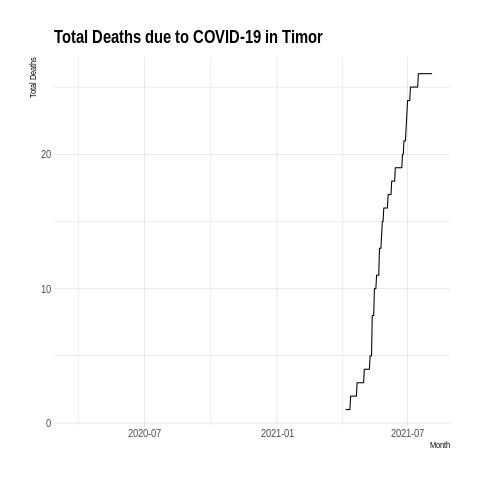 Total Deaths due to COVID-19 in Timor
Total Deaths
20
10
0
2020-07 2021-01 2021-07
Month